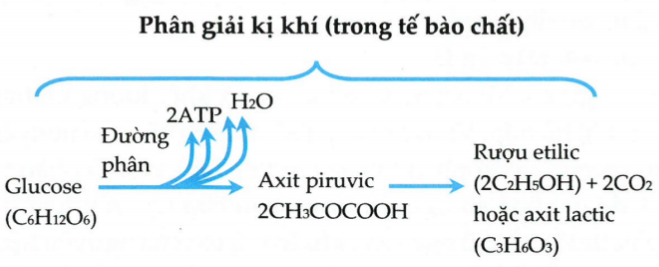 Phân giải kị khí (trong tế bào chất)
2ATP
H₂O
Đường
phân
Glucose
(C₆H₁₂O₆)
Axit piruvic
2CH₃COCOOH
Rượu etilic
(2C₂H₅OH) + 2CO₂
hoặc axit lactic
(C₃H₆O₃)